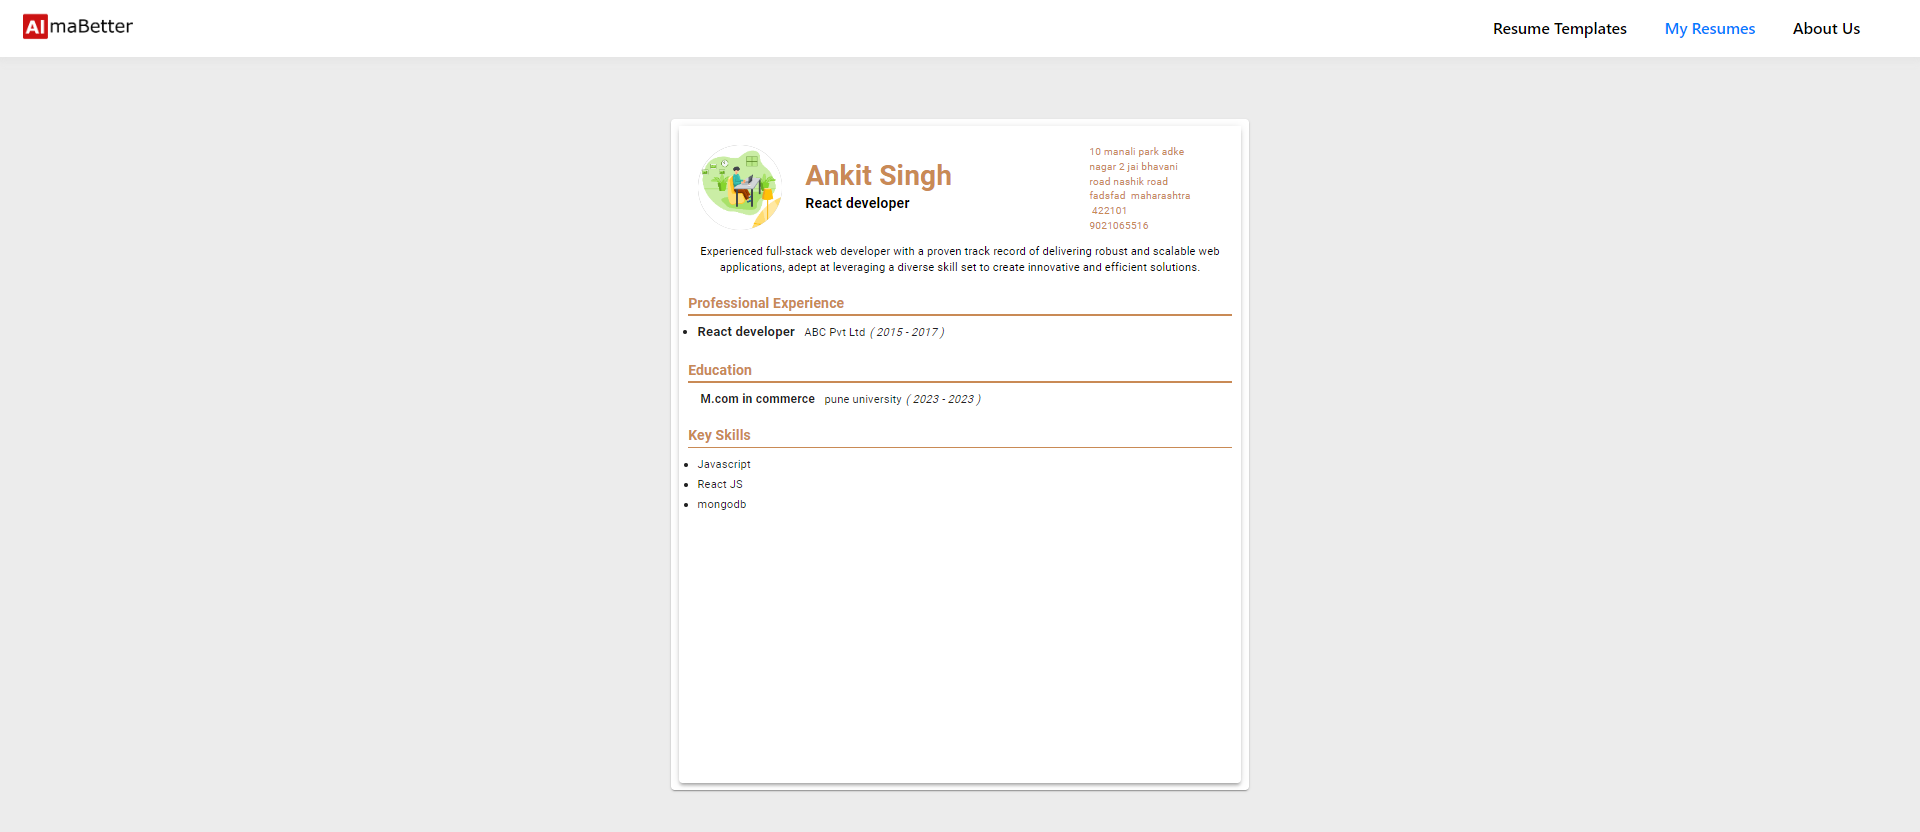 AlmaBetter
Resume Templates
My Resumes
About Us
Ankit Singh
React developer
10 manali park adke
nagar 2 jai bhavani
road nashik road
fadsfad maharashtra
422101
9021065516
Experienced full-stack web developer with a proven track record of delivering robust and scalable web
applications, adept at leveraging a diverse skill set to create innovative and efficient solutions.
Professional Experience
• React developer ABC Pvt Ltd ( 2015 - 2017 )
Education
M.com in commerce pune university ( 2023 - 2023 )
Key Skills
• Javascript
• React JS
• mongodb